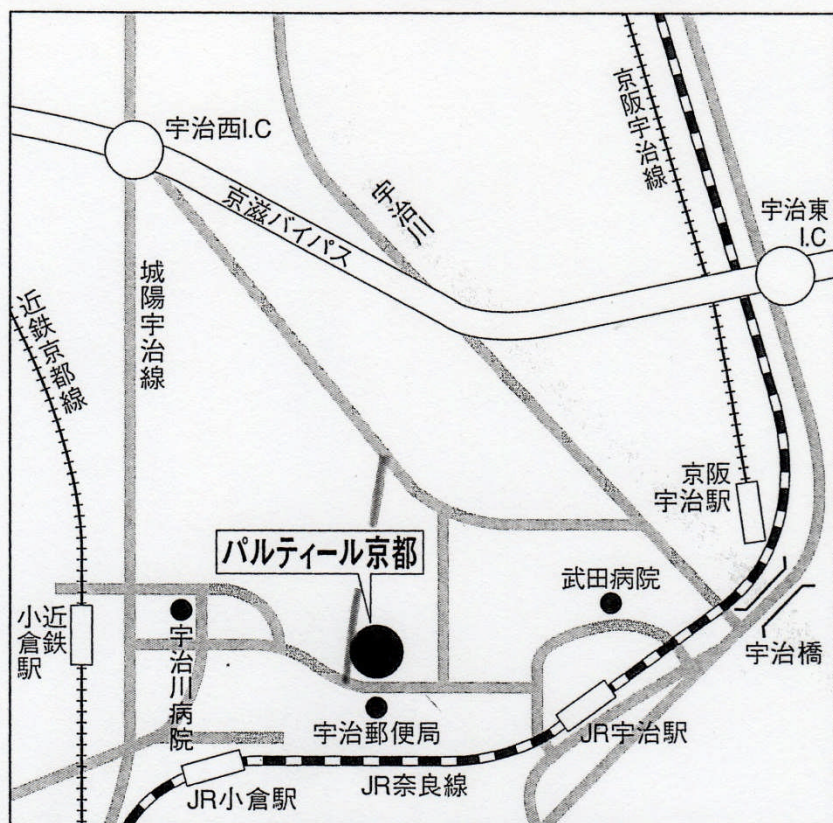 宇治西I.C
京滋バイパス
宇治川
京阪宇治線
宇治東
I.C
城陽宇治線
近鉄京都線
京阪
宇治駅
パルティール京都
武田病院
近鉄
小倉駅
宇治川病院
宇治橋
宇治郵便局
JR宇治駅
JR小倉駅
JR奈良線